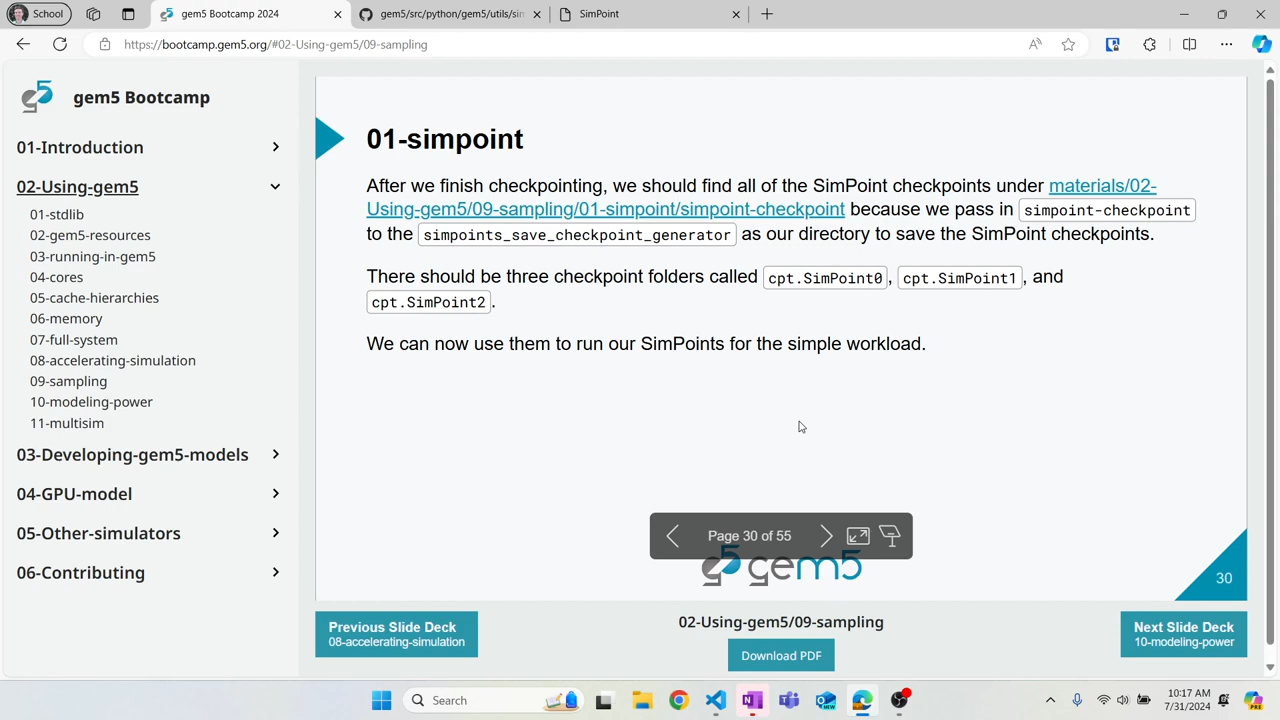 School
gem5 Bootcamp 2024
gem5/src/python/gem5/utils/sim
SimPoint
https://bootcamp.gem5.org/#02-Using-gem5/09-sampling
g5
gem5 Bootcamp
01-Introduction
02-Using-gem5
01-stdlib
02-gem5-resources
03-running-in-gem5
04-cores
05-cache-hierarchies
06-memory
07-full-system
08-accelerating-simulation
09-sampling
10-modeling-power
11-multisim
03-Developing-gem5-models
04-GPU-model
05-Other-simulators
06-Contributing
01-simpoint
After we finish checkpointing, we should find all of the SimPoint checkpoints under materials/02-
Using-gem5/09-sampling/01-simpoint/simpoint-checkpoint because we pass in simpoint-checkpoint
to the simpoints_save_checkpoint_generator as our directory to save the SimPoint checkpoints.
There should be three checkpoint folders called cpt.SimPoint0, cpt.SimPoint1, and
cpt.SimPoint2.
We can now use them to run our SimPoints for the simple workload.
Page 30 of 55
g5 gem5
30
Previous Slide Deck
08-accelerating-simulation
02-Using-gem5/09-sampling
Download PDF
Next Slide Deck
10-modeling-power
Search
10:17 AM
7/31/2024